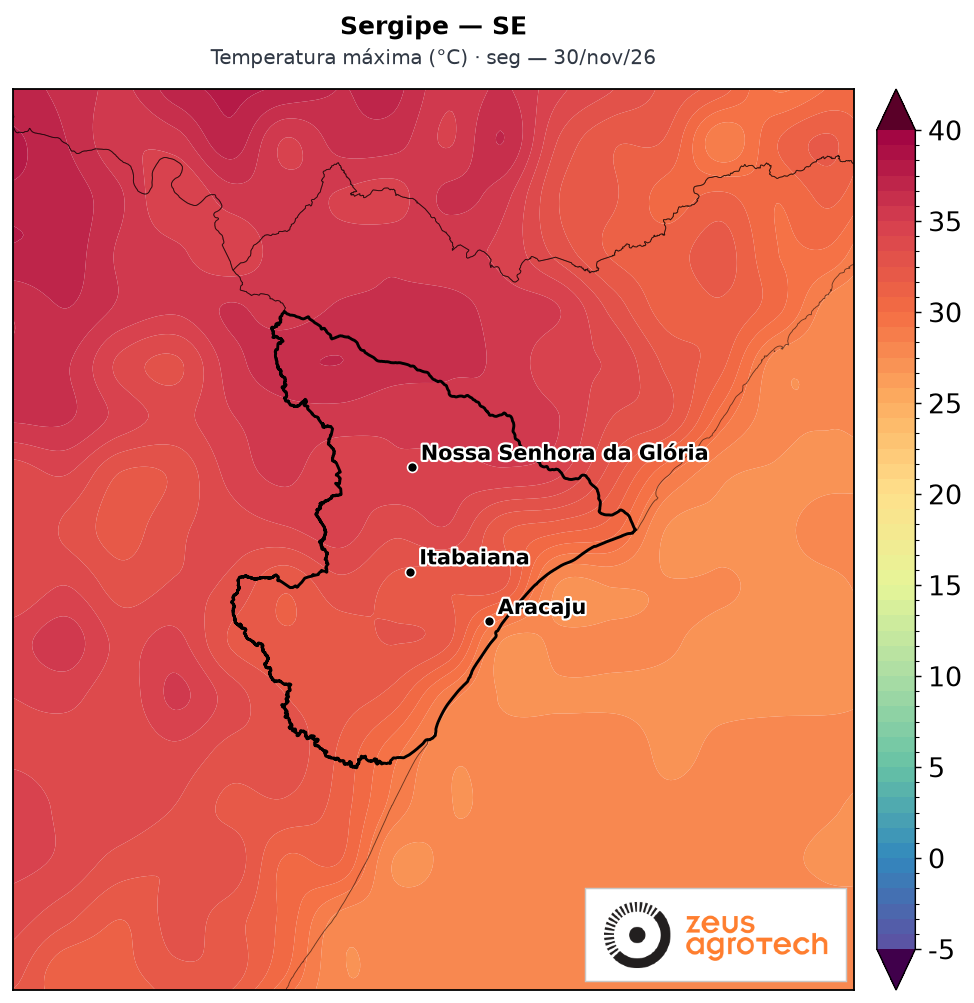 Sergipe — SE
Temperatura máxima (°C) · seg — 30/nov/26
40
35
30
25
20
15
10
5
0
-5
Nossa Senhora da Glória
Itabaiana
Aracaju
zeus
agrotech